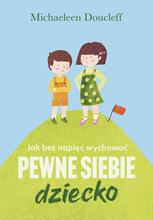 Michaeleen Doucleff
Jak bez napięć wychować
PEWNE SIEBIE
dziecko